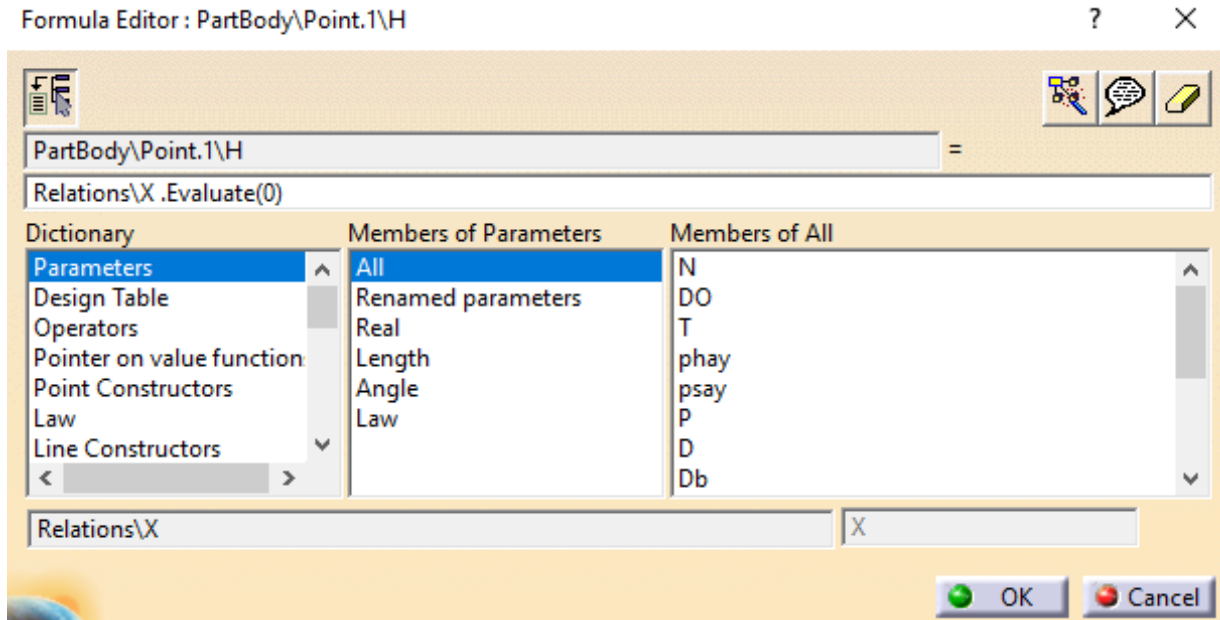 Formula Editor : PartBody\Point.1\H ? ×
PartBody\Point.1\H =
Relations\X .Evaluate(0)
Dictionary Members of Parameters Members of All
Parameters All N
Design Table Renamed parameters DO
Operators Real T
Pointer on value function Length phay
Point Constructors Angle psay
Law Law P
Line Constructors D
Db
Relations\X X
OK Cancel